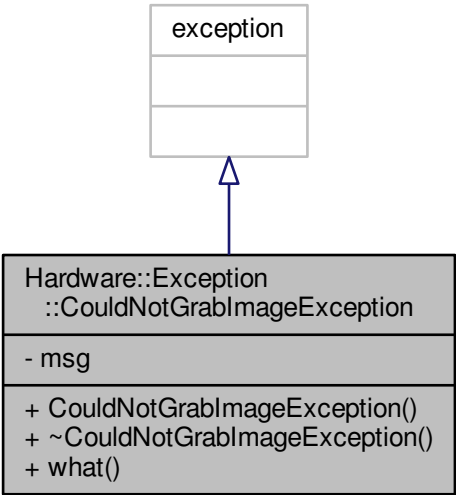 exception
Hardware::Exception
::CouldNotGrabImageException
- msg
+ CouldNotGrabImageException()
+ ~CouldNotGrabImageException()
+ what()